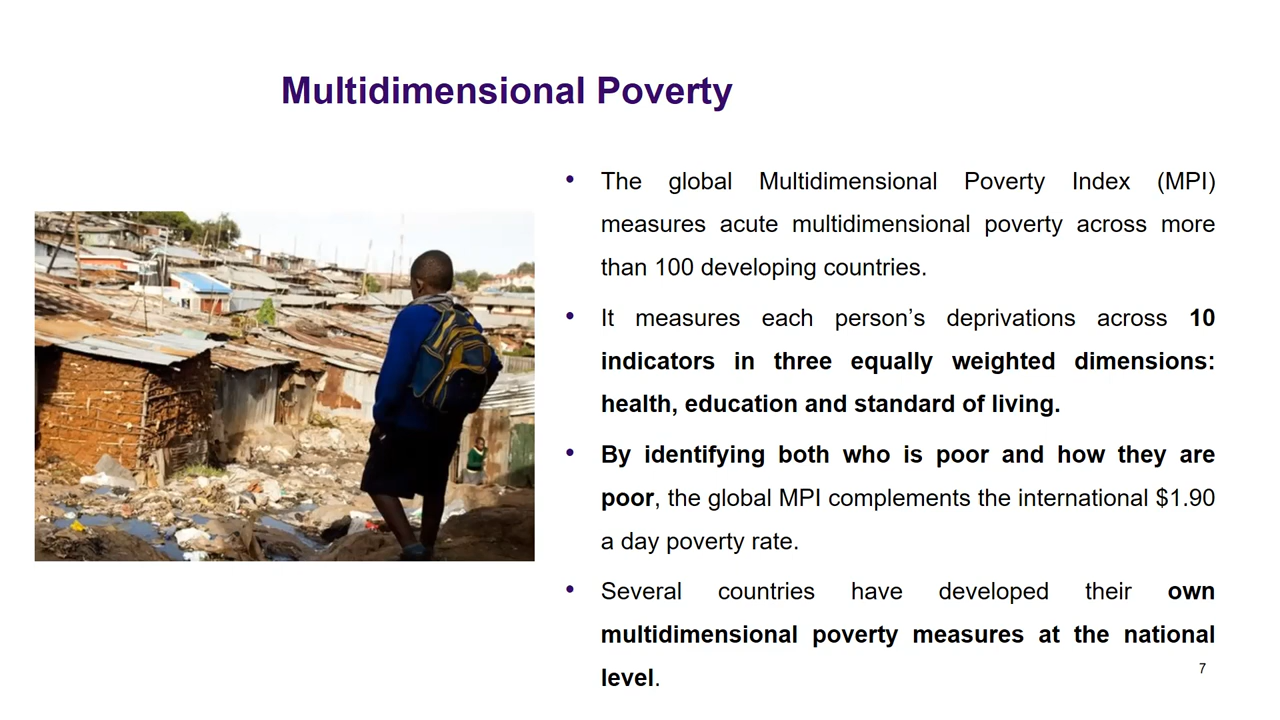 Multidimensional Poverty
• The global Multidimensional Poverty Index (MPI)
measures acute multidimensional poverty across more
than 100 developing countries.
• It measures each person’s deprivations across 10
indicators in three equally weighted dimensions:
health, education and standard of living.
• By identifying both who is poor and how they are
poor, the global MPI complements the international $1.90
a day poverty rate.
• Several countries have developed their own
multidimensional poverty measures at the national
level.
7